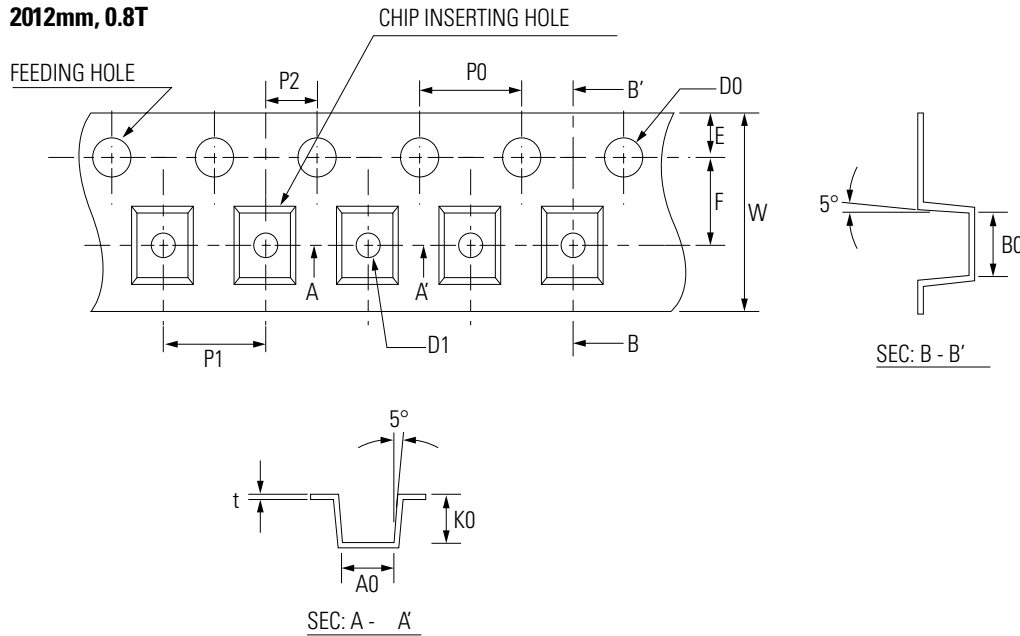 2012mm, 0.8T
CHIP INSERTING HOLE
FEEDING HOLE
P2
P0
B'
D0
E
F
W
A
A'
P1
D1
B
5°
B0
SEC: B - B'
5°
t
K0
A0
SEC: A - A'